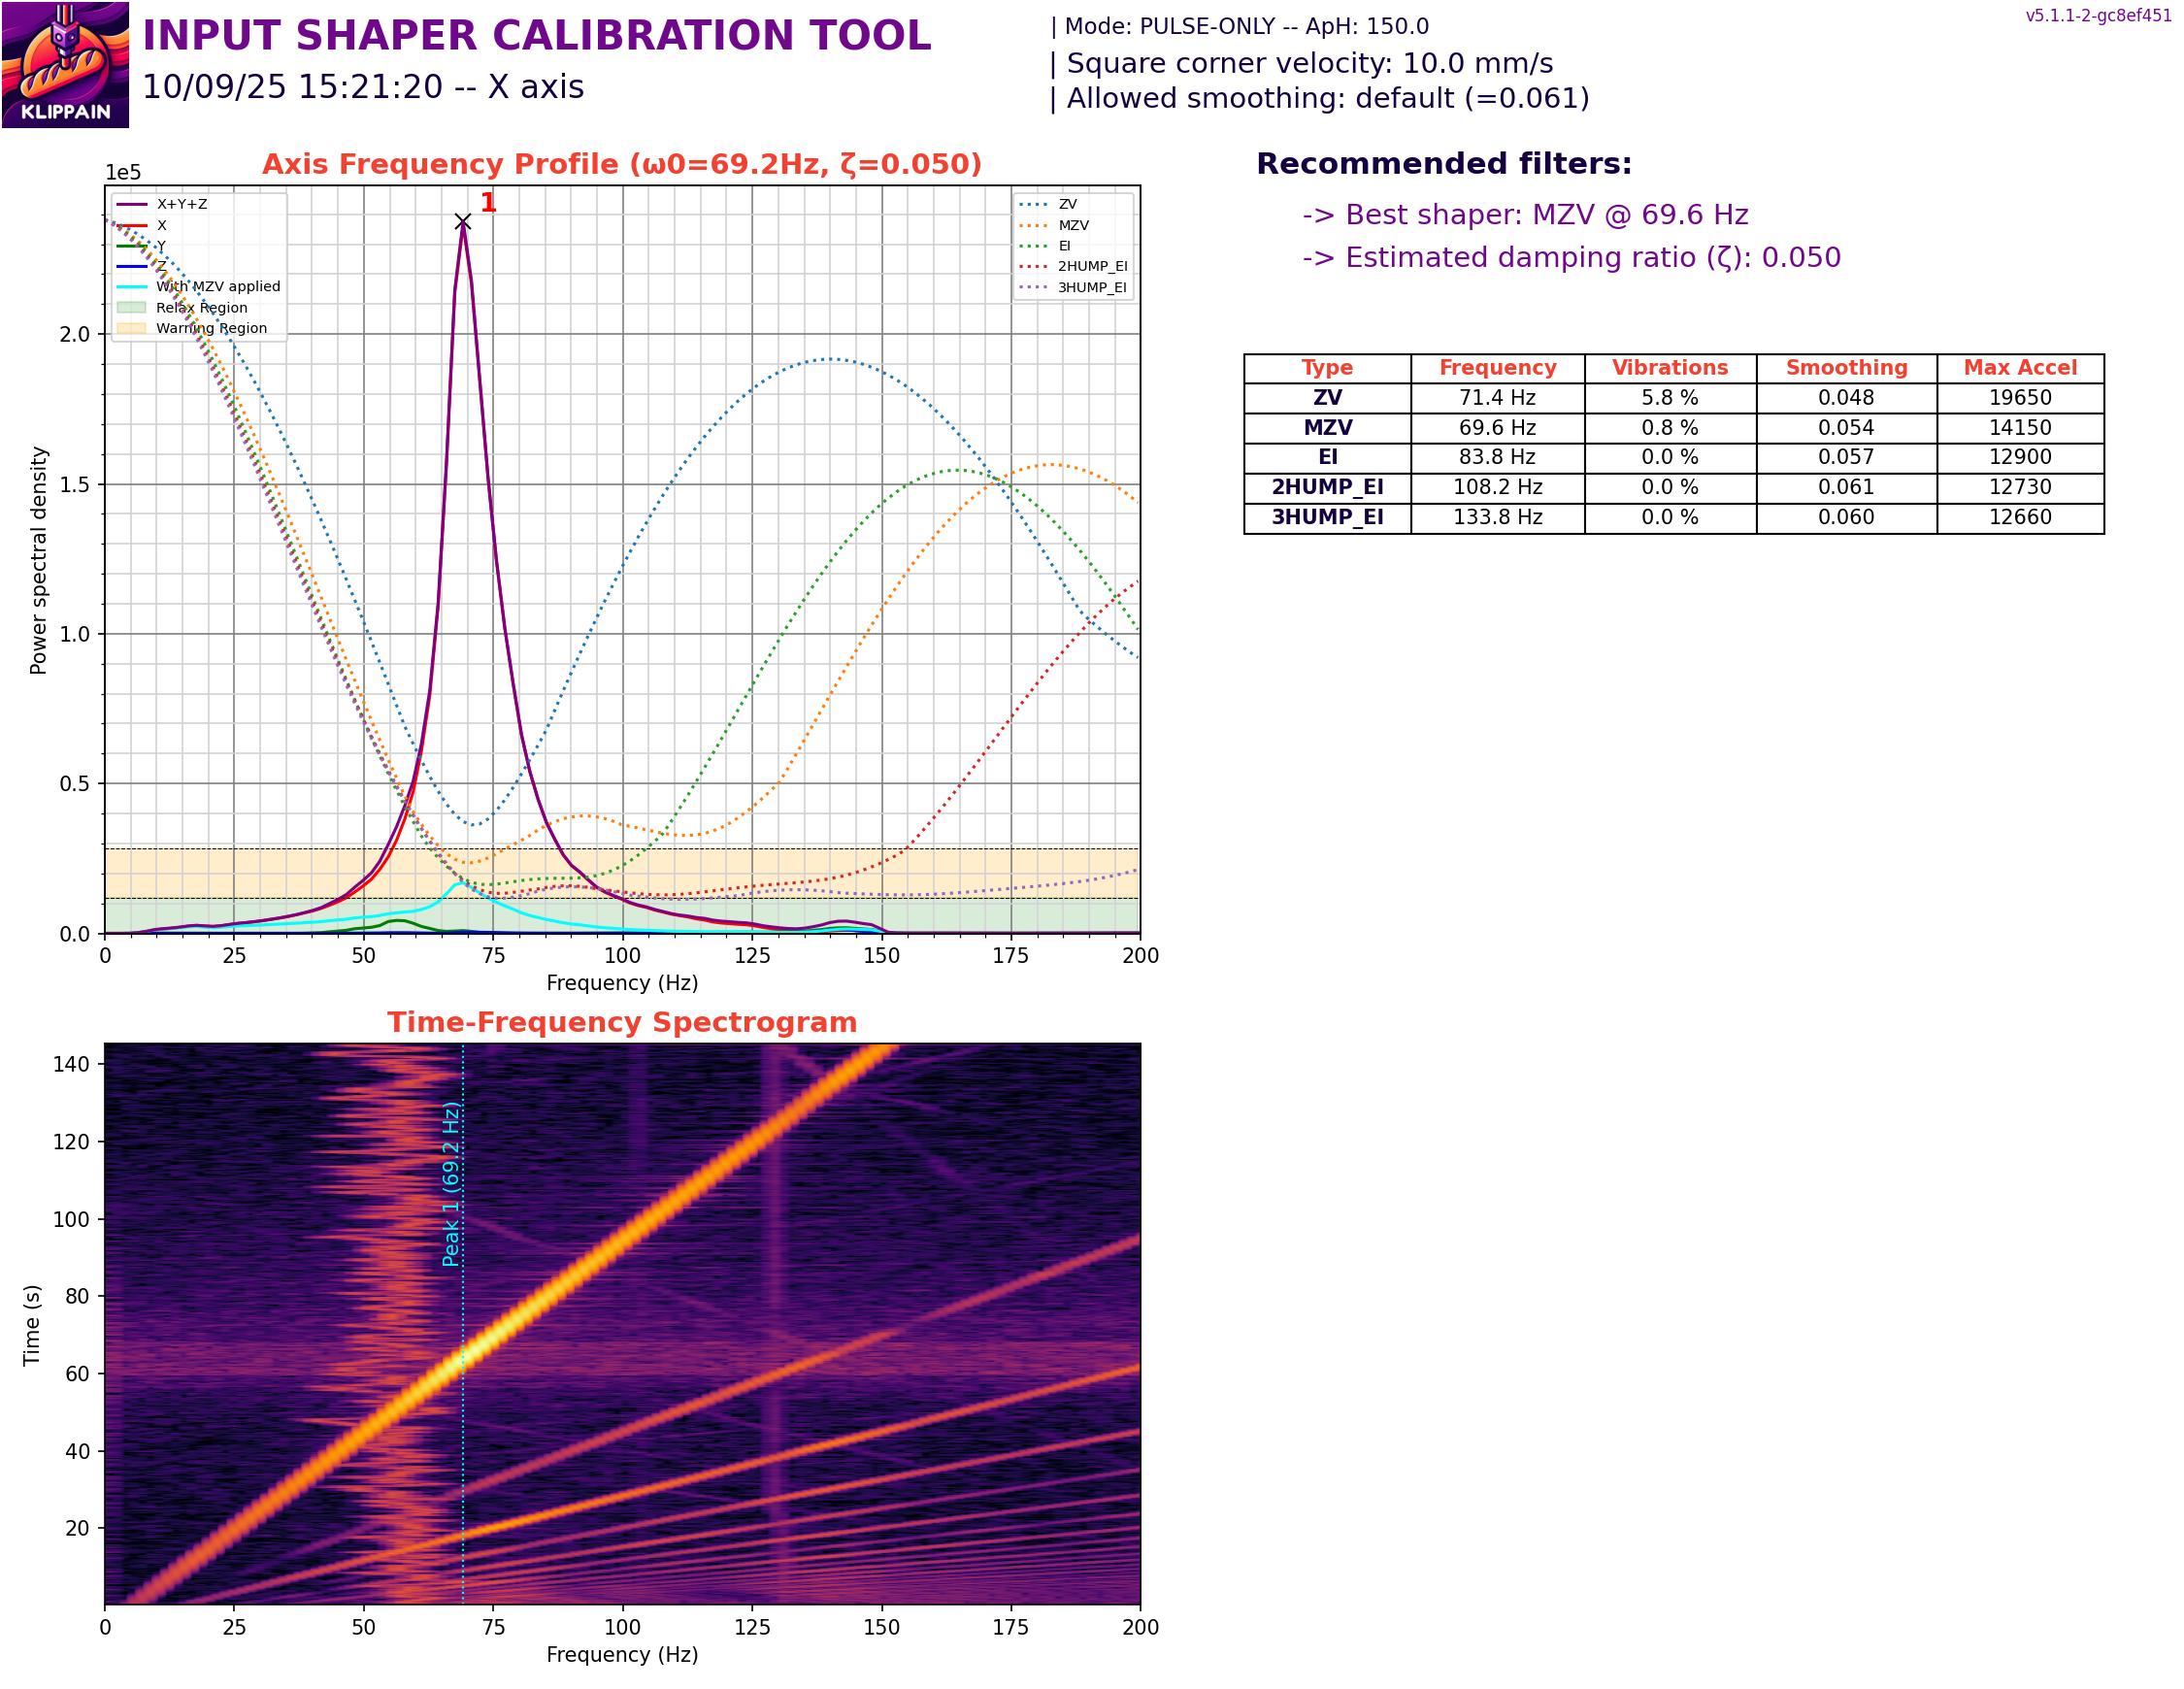 v5.1.1-2-gc8ef451
KLIPPAIN
INPUT SHAPER CALIBRATION TOOL
10/09/25 15:21:20 -- X axis
| Mode: PULSE-ONLY -- ApH: 150.0
| Square corner velocity: 10.0 mm/s
| Allowed smoothing: default (=0.061)
Axis Frequency Profile (ω0=69.2Hz, ζ=0.050)
1e5
1
X+Y+Z
X
Y
Z
With MZV applied
Relax Region
Warning Region
ZV
MZV
EI
2HUMP_EI
3HUMP_EI
Power spectral density
2.0
1.5
1.0
0.5
0.0
0 25 50 75 100 125 150 175 200
Frequency (Hz)
Recommended filters:
-> Best shaper: MZV @ 69.6 Hz
-> Estimated damping ratio (ζ): 0.050
Type Frequency Vibrations Smoothing Max Accel
ZV 71.4 Hz 5.8 % 0.048 19650
MZV 69.6 Hz 0.8 % 0.054 14150
EI 83.8 Hz 0.0 % 0.057 12900
2HUMP_EI 108.2 Hz 0.0 % 0.061 12730
3HUMP_EI 133.8 Hz 0.0 % 0.060 12660
Time-Frequency Spectrogram
Time (s)
140
120
100
80
60
40
20
Peak 1 (69.2 Hz)
0 25 50 75 100 125 150 175 200
Frequency (Hz)